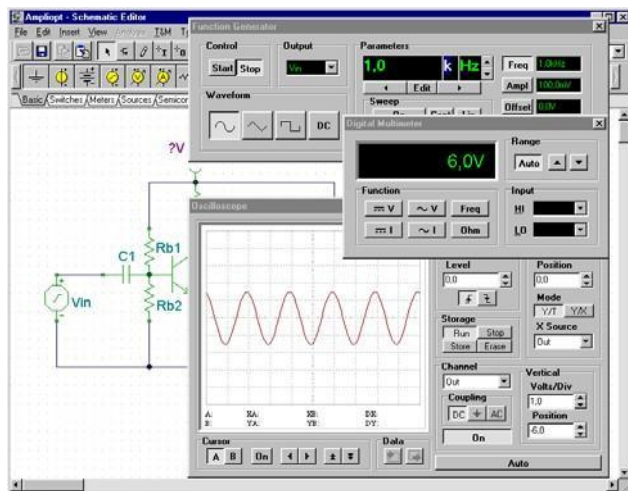 Ampliopt - Schematic Editor
File Edit Insert View Analysis T&M
Basic Switches Meters Sources Semicon
?V
C1
Rb1
Rb2
Vin
Function Generator
Control
Start Stop
Output
Vin
Parameters
1,0 k Hz
Edit
Freq 1,0kHz
Ampl 100,0mV
Offset 0,0V
Waveform
DC
Sweep
Digital Multimeter
6,0V
Range
Auto
Function
V V Freq
I I Ohm
Input
HI
LO
Oscilloscope
A: XA: XB: DX:
B: YA: YB: DY:
Cursor
A B On
Data
Level
0,0
Position
0,0
Mode
Y/T Y/X
Storage
Run Stop
Store Erase
X Source
Out
Channel
Out
Coupling
DC AC
On
Vertical
Volts/Div
1,0
Position
-6,0
Auto